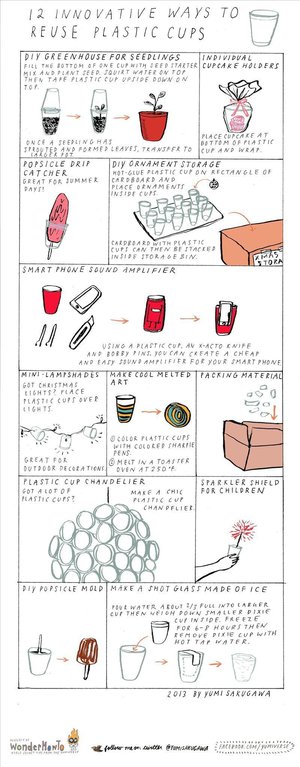 12 INNOVATIVE WAYS TO
REUSE PLASTIC CUPS
DIY GREENHOUSE FOR SEEDLINGS
FILL THE BOTTOM OF ONE CUP WITH SEED STARTER
MIX AND PLANT SEED. SQUIRT WATER ON TOP
THEN TAPE PLASTIC CUP UPSIDE DOWN ON
TOP.
ONCE A SEEDLING HAS
SPROUTED AND FORMED LEAVES, TRANSFER TO
LARGER POT.
INDIVIDUAL
CUPCAKE HOLDERS
PLACE CUPCAKE AT
BOTTOM OF PLASTIC
CUP AND WRAP.
POPSICLE DRIP
CATCHER
GREAT FOR SUMMER
DAYS!
DIY ORNAMENT STORAGE
HOT-GLUE PLASTIC CUP ON RECTANGLE OF
CARDBOARD AND
PLACE ORNAMENTS
INSIDE CUPS.
CARDBOARD WITH PLASTIC
CUPS CAN THEN BE STACKED
INSIDE STORAGE BIN.
XMAS
STORA
SMART PHONE SOUND AMPLIFIER
USING A PLASTIC CUP, AN X-ACTO KNIFE
AND BOBBY PINS, YOU CAN CREATE A CHEAP
AND EASY SOUND AMPLIFIER FOR YOUR SMART PHONE
MINI-LAMPSHADES
GOT CHRISTMAS
LIGHTS? PLACE
PLASTIC CUPS OVER
LIGHTS.
GREAT FOR
OUTDOOR DECORATIONS
MAKE COOL MELTED
ART
① COLOR PLASTIC CUPS
WITH COLORED SHARPIE
PENS.
② MELT IN A TOASTER
OVEN AT 250°F.
PACKING MATERIAL
PLASTIC CUP CHANDELIER
GOT A LOT OF
PLASTIC CUPS?
MAKE A CHIC
PLASTIC CUP
CHANDELIER.
SPARKLER SHIELD
FOR CHILDREN
DIY POPSICLE MOLD
MAKE A SHOT GLASS MADE OF ICE
POUR WATER ABOUT 2/3 FULL INTO LARGER
CUP THEN WEIGH DOWN SMALLER DIXIE
CUP INSIDE. FREEZE
FOR 6-8 HOURS THEN
REMOVE DIXIE CUP WITH
HOT TAP WATER.
2013 BY YUMI SAKUGAWA
WonderHowTo
follow me on twitter @YUMISAKUGAWA
FACEBOOK.COM/YUMIVERSE